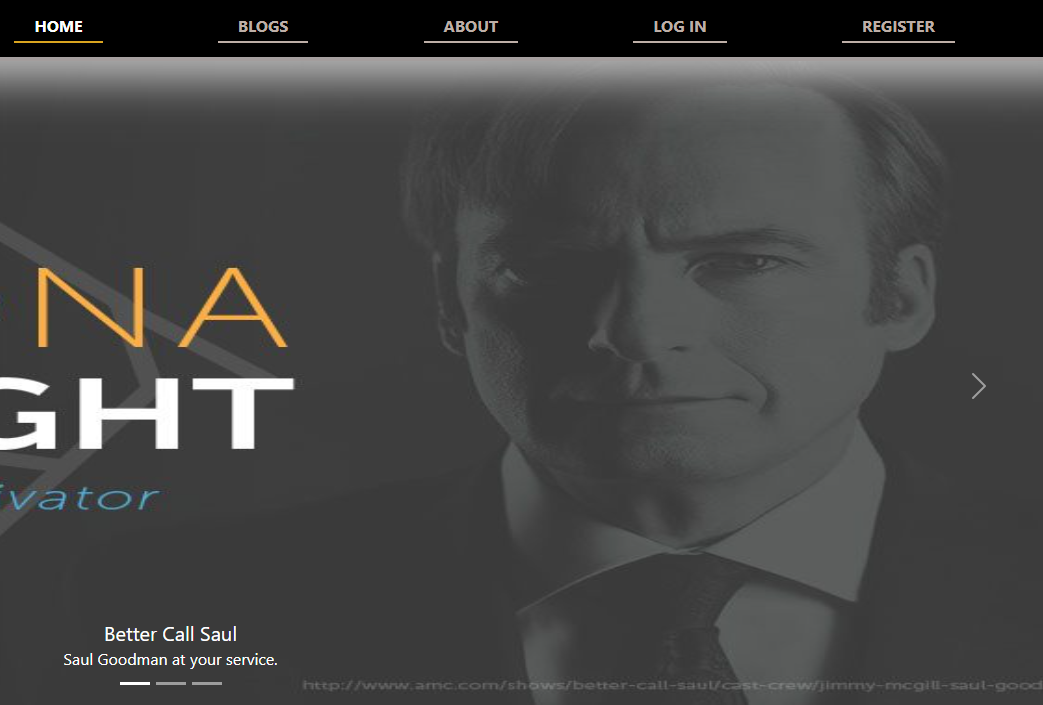 HOME BLOGS ABOUT LOG IN REGISTER
NA
GHT
ivator
Better Call Saul
Saul Goodman at your service.
http://www.amc.com/shows/better-call-saul/cast-crew/jimmy-mcgill-saul-good